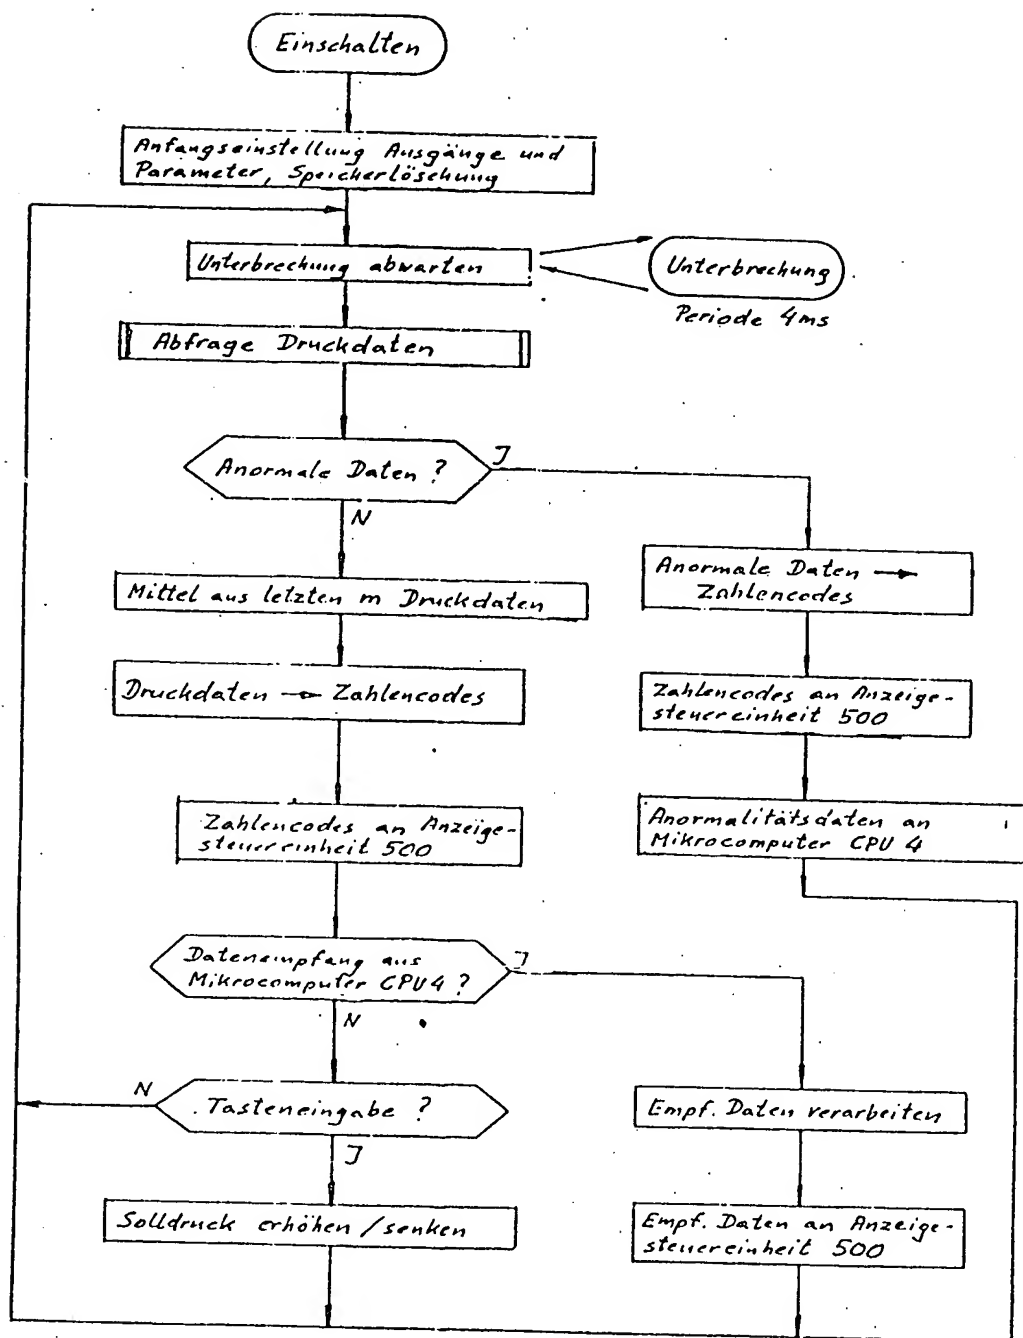 Einschalten
Anfangseinstellung Ausgänge und
Parameter, Speicherlöschung
Unterbrechung abwarten
Unterbrechung
Periode 4ms
Abfrage Druckdaten
Anormale Daten ?
J
N
Mittel aus letzten m Druckdaten
Druckdaten → Zahlencodes
Zahlencodes an Anzeige-
steuereinheit 500
Anormale Daten →
Zahlencodes
Zahlencodes an Anzeige-
steuereinheit 500
Anormalitätsdaten an
Mikrocomputer CPU 4
Datenempfang aus
Mikrocomputer CPU4 ?
J
N
Tasteneingabe ?
N
J
Solldruck erhöhen/senken
Empf. Daten verarbeiten
Empf. Daten an Anzeige-
steuereinheit 500